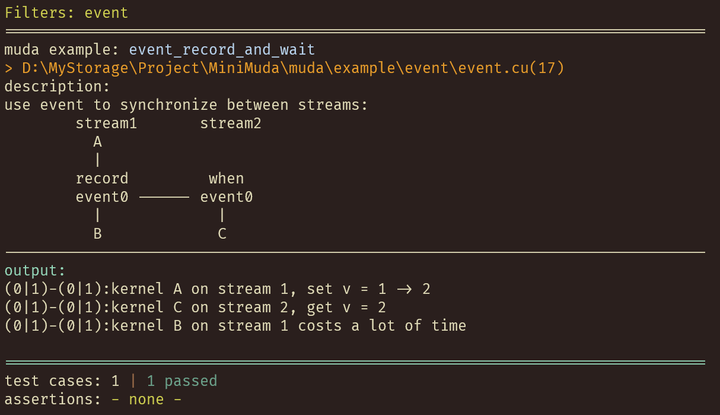 Filters: event
muda example: event_record_and_wait
> D:\MyStorage\Project\MiniMuda\muda\example\event\event.cu(17)
description:
use event to synchronize between streams:
stream1 stream2
A
|
record when
event0 ------ event0
| |
B C
output:
(0|1)-(0|1):kernel A on stream 1, set v = 1 -> 2
(0|1)-(0|1):kernel C on stream 2, get v = 2
(0|1)-(0|1):kernel B on stream 1 costs a lot of time
test cases: 1 | 1 passed
assertions: - none -